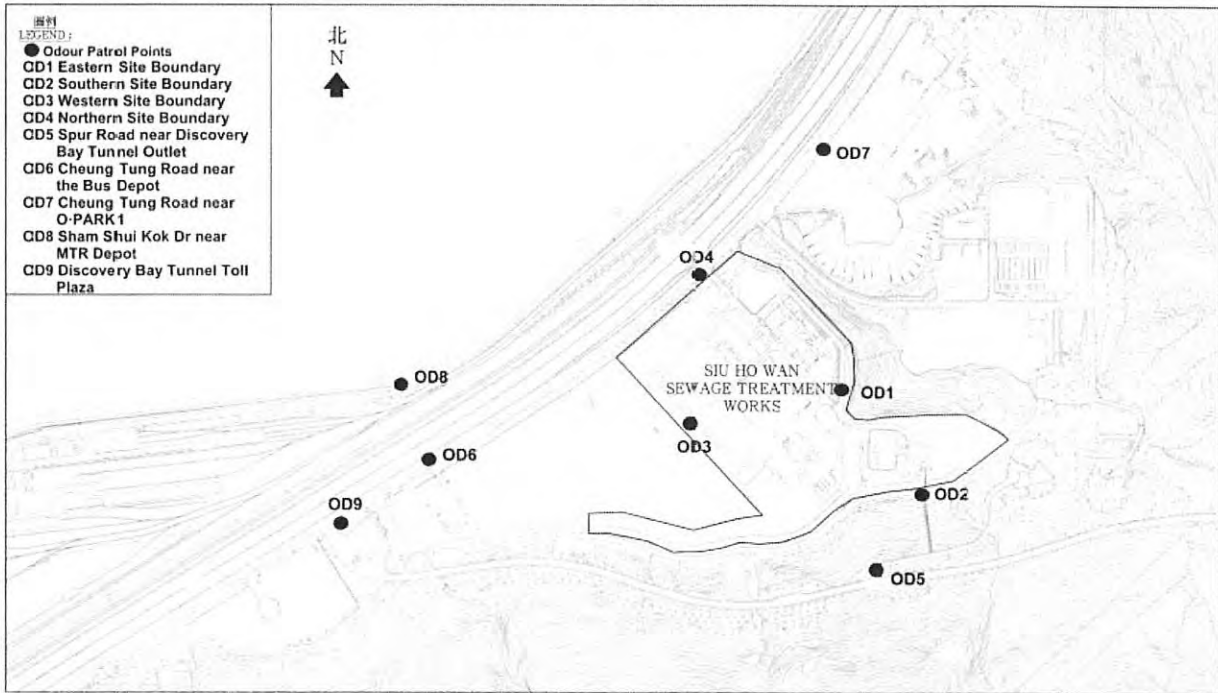 圖例
LEGEND:
Odour Patrol Points
OD1 Eastern Site Boundary
OD2 Southern Site Boundary
OD3 Western Site Boundary
OD4 Northern Site Boundary
OD5 Spur Road near Discovery
Bay Tunnel Outlet
OD6 Cheung Tung Road near
the Bus Depot
OD7 Cheung Tung Road near
O·PARK1
OD8 Sham Shui Kok Dr near
MTR Depot
OD9 Discovery Bay Tunnel Toll
Plaza
北
N
OD7
OD4
OD8
SIU HO WAN
SEWAGE TREATMENT
WORKS
OD1
OD3
OD6
OD2
OD9
OD5